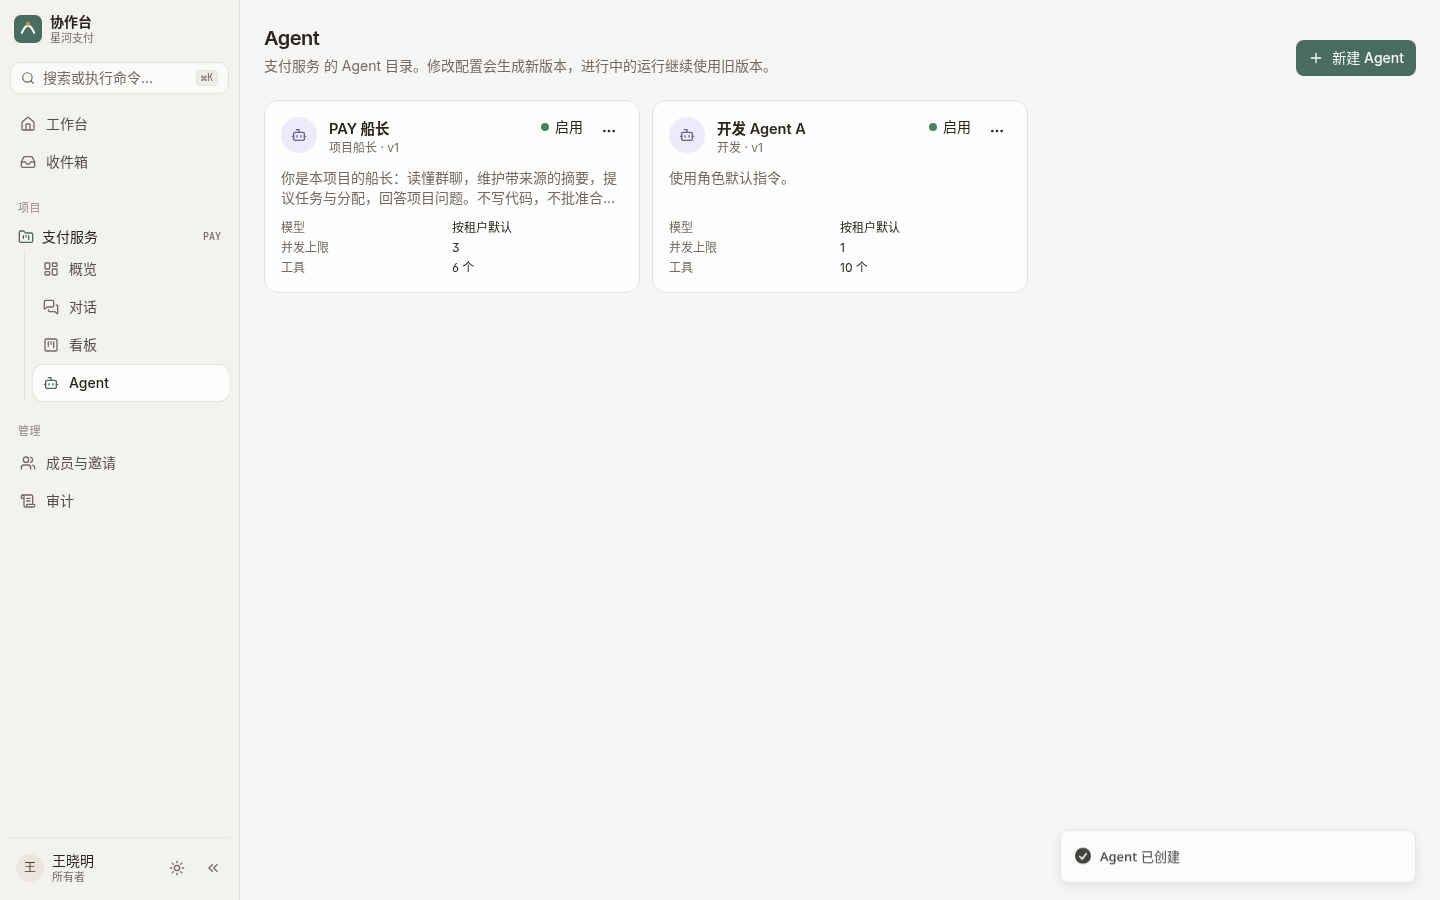 协作台
星河支付
搜索或执行命令...
⌘K
工作台
收件箱
项目
支付服务
PAY
概览
对话
看板
Agent
管理
成员与邀请
审计
王
王晓明
所有者
Agent
支付服务 的 Agent 目录。修改配置会生成新版本，进行中的运行继续使用旧版本。
新建 Agent
PAY 船长
项目船长 · v1
启用
你是本项目的船长：读懂群聊，维护带来源的摘要，提
议任务与分配，回答项目问题。不写代码，不批准合...
模型 按租户默认
并发上限 3
工具 6 个
开发 Agent A
开发 · v1
启用
使用角色默认指令。
模型 按租户默认
并发上限 1
工具 10 个
Agent 已创建